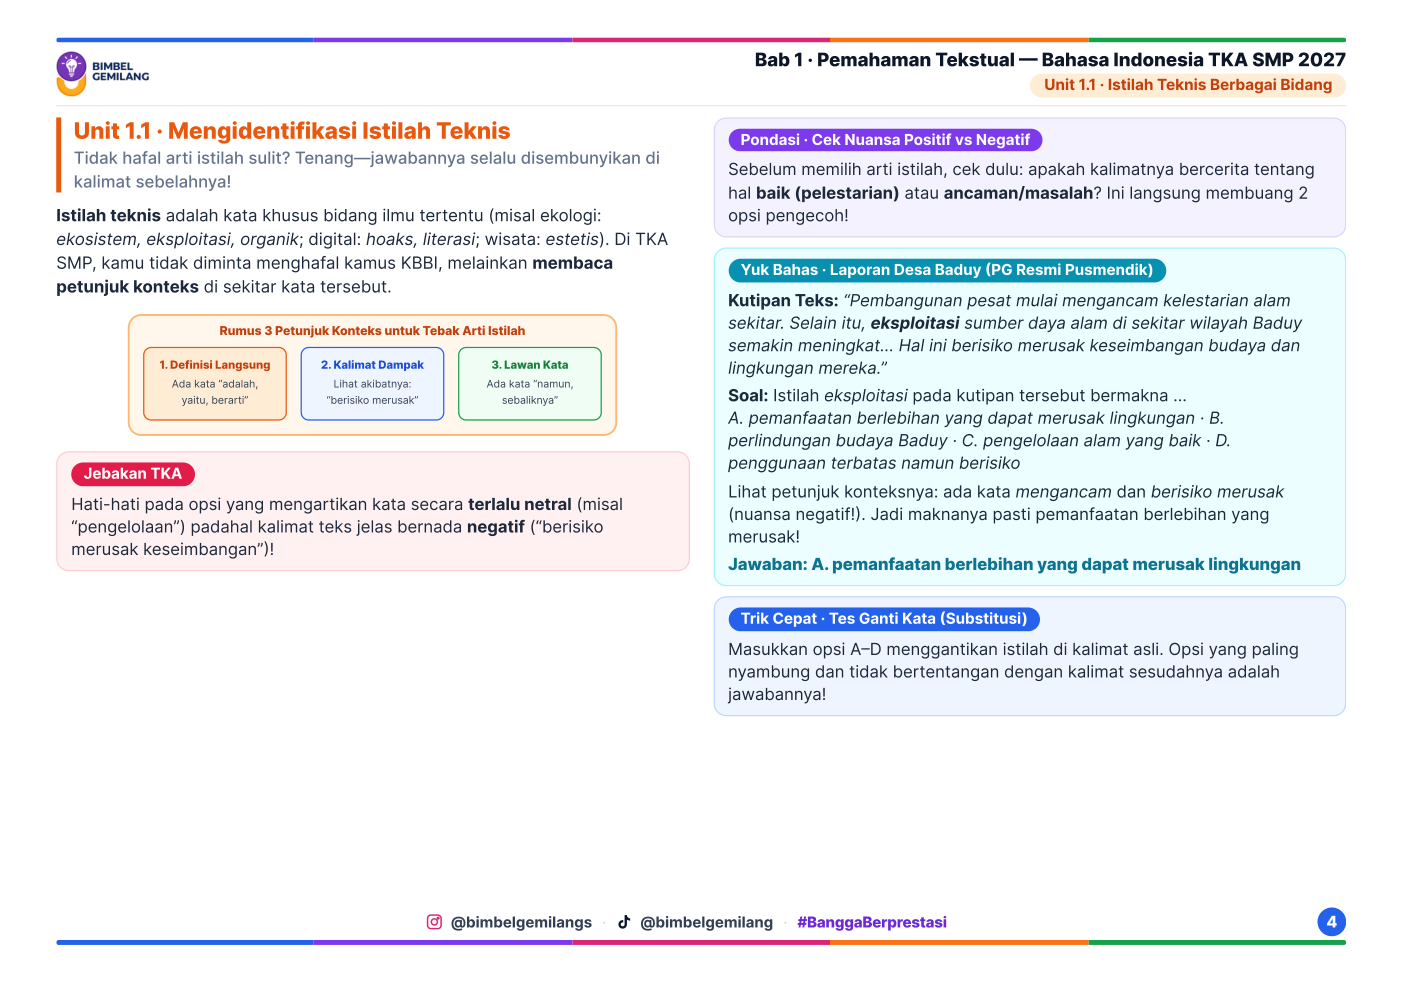 BIMBEL
GEMILANG
Bab 1 · Pemahaman Tekstual — Bahasa Indonesia TKA SMP 2027
Unit 1.1 · Istilah Teknis Berbagai Bidang
Unit 1.1 · Mengidentifikasi Istilah Teknis
Tidak hafal arti istilah sulit? Tenang—jawabannya selalu disembunyikan di
kalimat sebelahnya!
Istilah teknis adalah kata khusus bidang ilmu tertentu (misal ekologi:
ekosistem, eksploitasi, organik; digital: hoaks, literasi; wisata: estetis). Di TKA
SMP, kamu tidak diminta menghafal kamus KBBI, melainkan membaca
petunjuk konteks di sekitar kata tersebut.
Rumus 3 Petunjuk Konteks untuk Tebak Arti Istilah
1. Definisi Langsung
Ada kata “adalah,
yaitu, berarti”
2. Kalimat Dampak
Lihat akibatnya:
“berisiko merusak”
3. Lawan Kata
Ada kata “namun,
sebaliknya”
Jebakan TKA
Hati-hati pada opsi yang mengartikan kata secara terlalu netral (misal
“pengelolaan”) padahal kalimat teks jelas bernada negatif (“berisiko
merusak keseimbangan”)!
Pondasi · Cek Nuansa Positif vs Negatif
Sebelum memilih arti istilah, cek dulu: apakah kalimatnya bercerita tentang
hal baik (pelestarian) atau ancaman/masalah? Ini langsung membuang 2
opsi pengecoh!
Yuk Bahas · Laporan Desa Baduy (PG Resmi Pusmendik)
Kutipan Teks: “Pembangunan pesat mulai mengancam kelestarian alam
sekitar. Selain itu, eksploitasi sumber daya alam di sekitar wilayah Baduy
semakin meningkat... Hal ini berisiko merusak keseimbangan budaya dan
lingkungan mereka.”
Soal: Istilah eksploitasi pada kutipan tersebut bermakna ...
A. pemanfaatan berlebihan yang dapat merusak lingkungan · B.
perlindungan budaya Baduy · C. pengelolaan alam yang baik · D.
penggunaan terbatas namun berisiko
Lihat petunjuk konteksnya: ada kata mengancam dan berisiko merusak
(nuansa negatif!). Jadi maknanya pasti pemanfaatan berlebihan yang
merusak!
Jawaban: A. pemanfaatan berlebihan yang dapat merusak lingkungan
Trik Cepat · Tes Ganti Kata (Substitusi)
Masukkan opsi A–D menggantikan istilah di kalimat asli. Opsi yang paling
nyambung dan tidak bertentangan dengan kalimat sesudahnya adalah
jawabannya!
@bimbelgemilangs · @bimbelgemilang · #BanggaBerprestasi
4